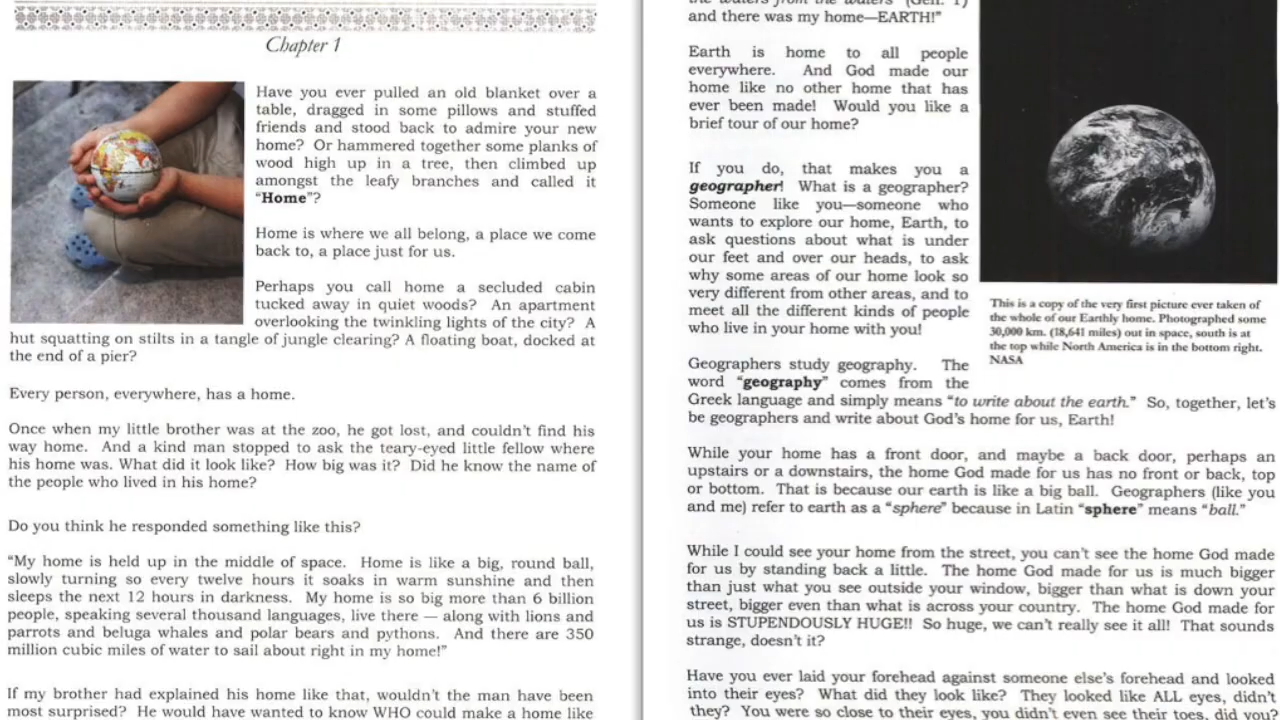 Chapter 1
Have you ever pulled an old blanket over a
table, dragged in some pillows and stuffed
friends and stood back to admire your new
home? Or hammered together some planks of
wood high up in a tree, then climbed up
amongst the leafy branches and called it
“Home”?
Home is where we all belong, a place we come
back to, a place just for us.
Perhaps you call home a secluded cabin
tucked away in quiet woods? An apartment
overlooking the twinkling lights of the city? A
hut squatting on stilts in a tangle of jungle clearing? A floating boat, docked at
the end of a pier?
Every person, everywhere, has a home.
Once when my little brother was at the zoo, he got lost, and couldn't find his
way home. And a kind man stopped to ask the teary-eyed little fellow where
his home was. What did it look like? How big was it? Did he know the name of
the people who lived in his home?
Do you think he responded something like this?
“My home is held up in the middle of space. Home is like a big, round ball,
slowly turning so every twelve hours it soaks in warm sunshine and then
sleeps the next 12 hours in darkness. My home is so big more than 6 billion
people, speaking several thousand languages, live there — along with lions and
parrots and beluga whales and polar bears and pythons. And there are 350
million cubic miles of water to sail about right in my home!”
If my brother had explained his home like that, wouldn't the man have been
most surprised? He would have wanted to know WHO could make a home like
the waters from the waters” (Gen. 1)
and there was my home—EARTH!”
Earth is home to all people
everywhere. And God made our
home like no other home that has
ever been made! Would you like a
brief tour of our home?
If you do, that makes you a
geographer! What is a geographer?
Someone like you—someone who
wants to explore our home, Earth, to
ask questions about what is under
our feet and over our heads, to ask
why some areas of our home look so
very different from other areas, and to
meet all the different kinds of people
who live in your home with you!
This is a copy of the very first picture ever taken of
the whole of our Earthly home. Photographed some
30,000 km. (18,641 miles) out in space, south is at
the top while North America is in the bottom right.
NASA
Geographers study geography. The
word “geography” comes from the
Greek language and simply means “to write about the earth.” So, together, let's
be geographers and write about God's home for us, Earth!
While your home has a front door, and maybe a back door, perhaps an
upstairs or a downstairs, the home God made for us has no front or back, top
or bottom. That is because our earth is like a big ball. Geographers (like you
and me) refer to earth as a “sphere” because in Latin “sphere” means “ball.”
While I could see your home from the street, you can't see the home God made
for us by standing back a little. The home God made for us is much bigger
than just what you see outside your window, bigger than what is down your
street, bigger even than what is across your country. The home God made for
us is STUPENDOUSLY HUGE!! So huge, we can't really see it all! That sounds
strange, doesn't it?
Have you ever laid your forehead against someone else's forehead and looked
into their eyes? What did they look like? They looked like ALL eyes, didn't
they? You were so close to their eyes, you didn't even see their toes, did you?